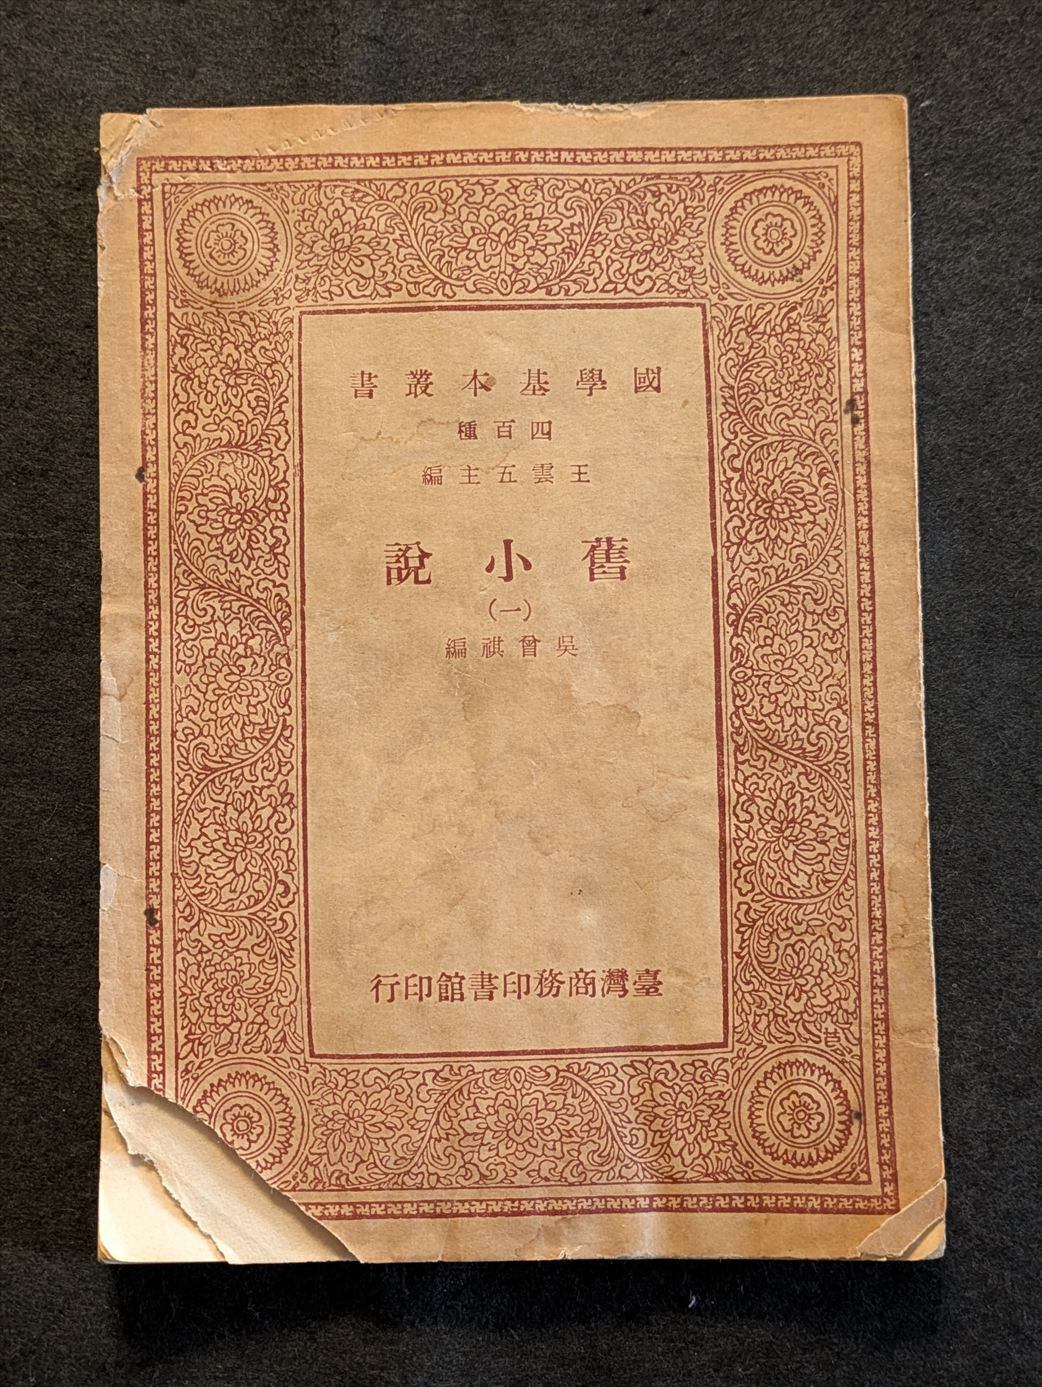 國學基本叢書
四百種
王雲五主編
舊小說
(一)
吳曾祺編
臺灣商務印書館印行